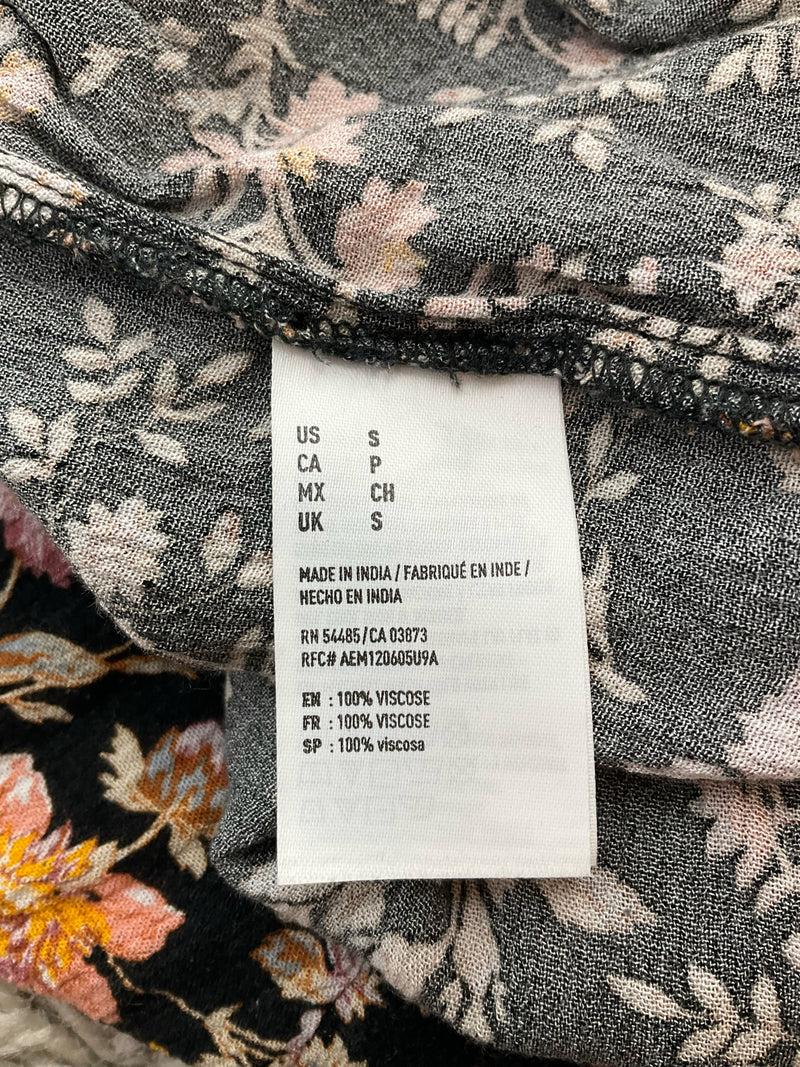 US S
CA P
MX CH
UK S
MADE IN INDIA / FABRIQUÉ EN INDE /
HECHO EN INDIA
RN 54485/CA 03873
RFC# AEM120605U9A
EN : 100% VISCOSE
FR : 100% VISCOSE
SP : 100% viscosa